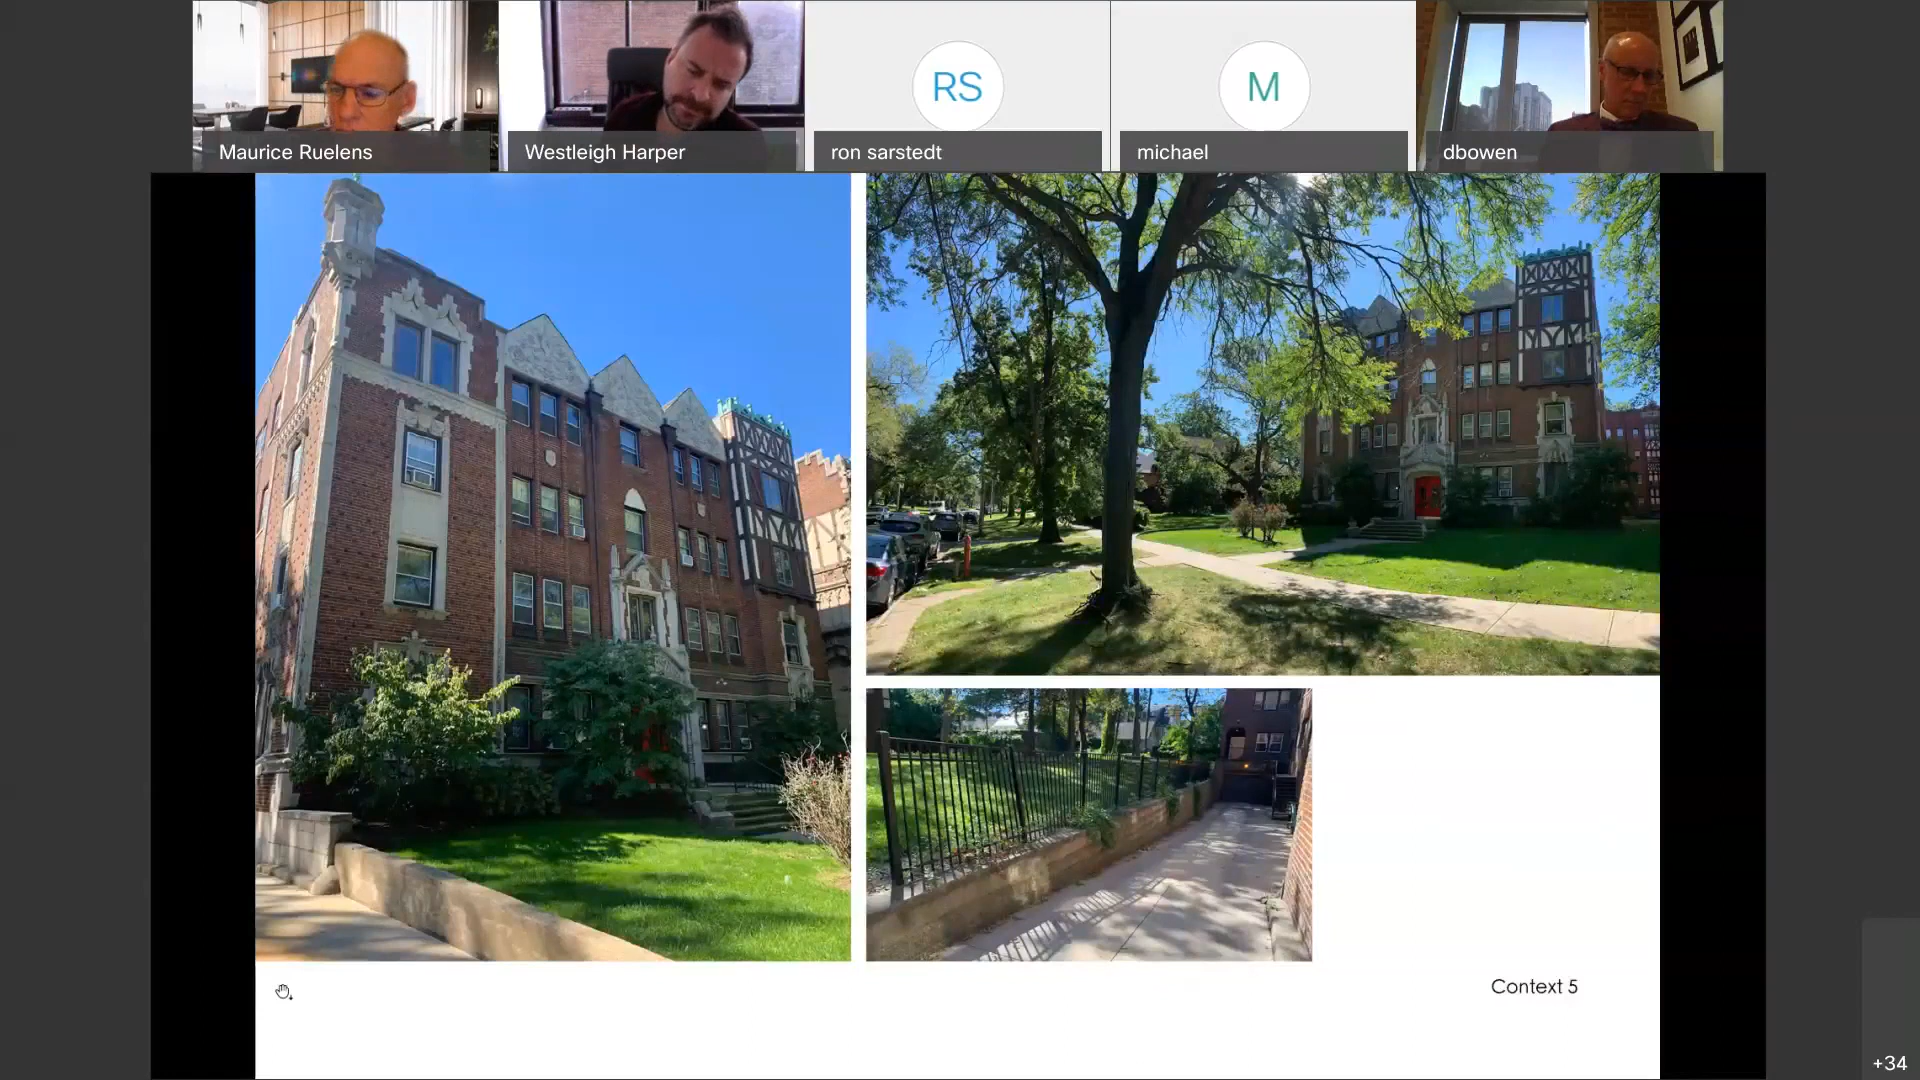 Maurice Ruelens
Westleigh Harper
RS
ron sarstedt
M
michael
dbowen
Context 5
+34